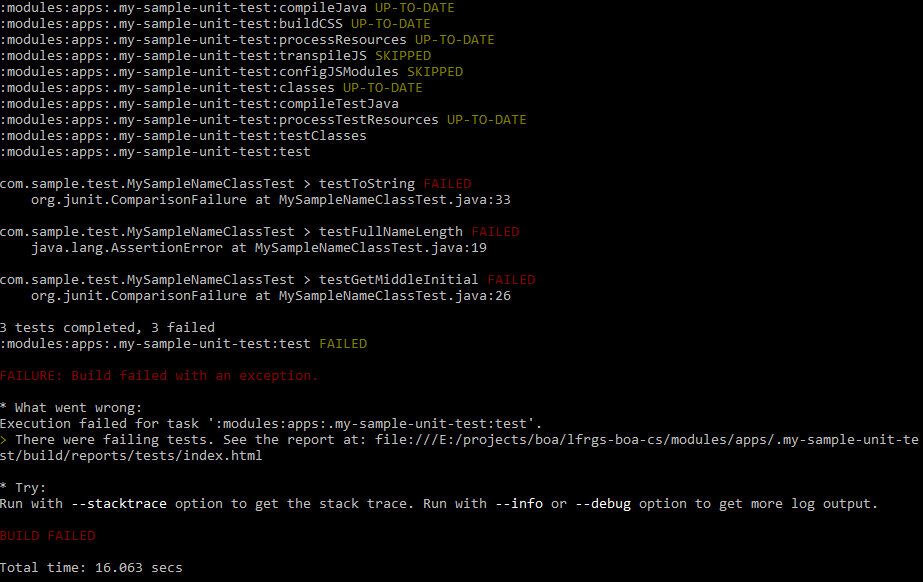 :modules:apps:.my-sample-unit-test:compileJava UP-TO-DATE
:modules:apps:.my-sample-unit-test:buildCSS UP-TO-DATE
:modules:apps:.my-sample-unit-test:processResources UP-TO-DATE
:modules:apps:.my-sample-unit-test:transpileJS SKIPPED
:modules:apps:.my-sample-unit-test:configJSModules SKIPPED
:modules:apps:.my-sample-unit-test:classes UP-TO-DATE
:modules:apps:.my-sample-unit-test:compileTestJava
:modules:apps:.my-sample-unit-test:processTestResources UP-TO-DATE
:modules:apps:.my-sample-unit-test:testClasses
:modules:apps:.my-sample-unit-test:test
com.sample.test.MySampleNameClassTest > testToString FAILED
org.junit.ComparisonFailure at MySampleNameClassTest.java:33
com.sample.test.MySampleNameClassTest > testFullNameLength FAILED
java.lang.AssertionError at MySampleNameClassTest.java:19
com.sample.test.MySampleNameClassTest > testGetMiddleInitial FAILED
org.junit.ComparisonFailure at MySampleNameClassTest.java:26
3 tests completed, 3 failed
:modules:apps:.my-sample-unit-test:test FAILED
FAILURE: Build failed with an exception.
* What went wrong:
Execution failed for task ':modules:apps:.my-s ample-unit-test:test'.
> There were failing tests. See the report at: file:///E:/projects/boa/lfrgs-boa-cs/modules/apps/.my-sample-unit-te
st/build/reports/tests/index.html
* Try:
Run with --stacktrace option to get the stack trace. Run with --info or --debug option to get more log output.
BUILD FAILED
Total time: 16.063 secs